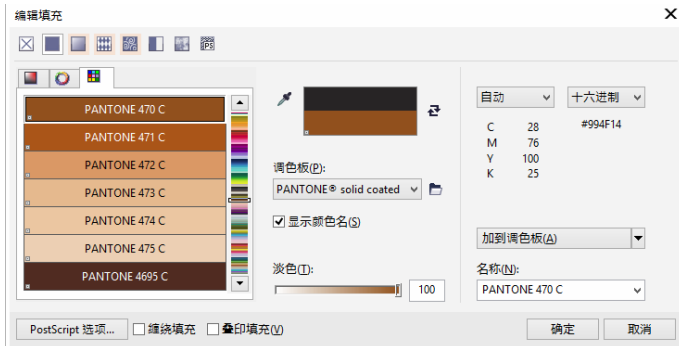 编辑填充
PANTONE 470 C
PANTONE 471 C
PANTONE 472 C
PANTONE 473 C
PANTONE 474 C
PANTONE 475 C
PANTONE 4695 C
调色板(P):
PANTONE® solid coated
显示颜色名(S)
淡色(T):
100
自动
十六进制
C 28
M 76
Y 100
K 25
#994F14
加到调色板(A)
名称(N):
PANTONE 470 C
PostScript 选项...
缠绕填充
叠印填充(V)
确定
取消